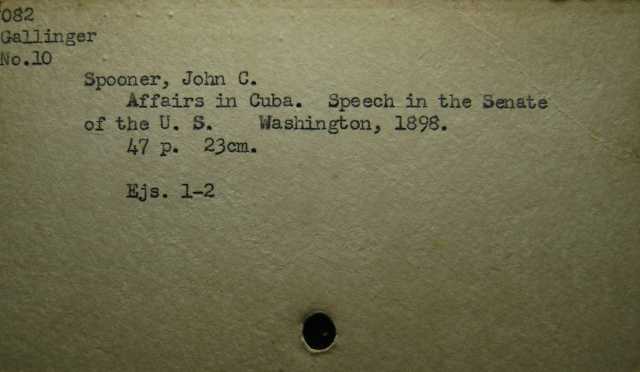 082
Gallinger
No.10
Spooner, John C.
Affairs in Cuba. Speech in the Senate
of the U. S. Washington, 1898.
47 p. 23cm.
Ejs. 1-2